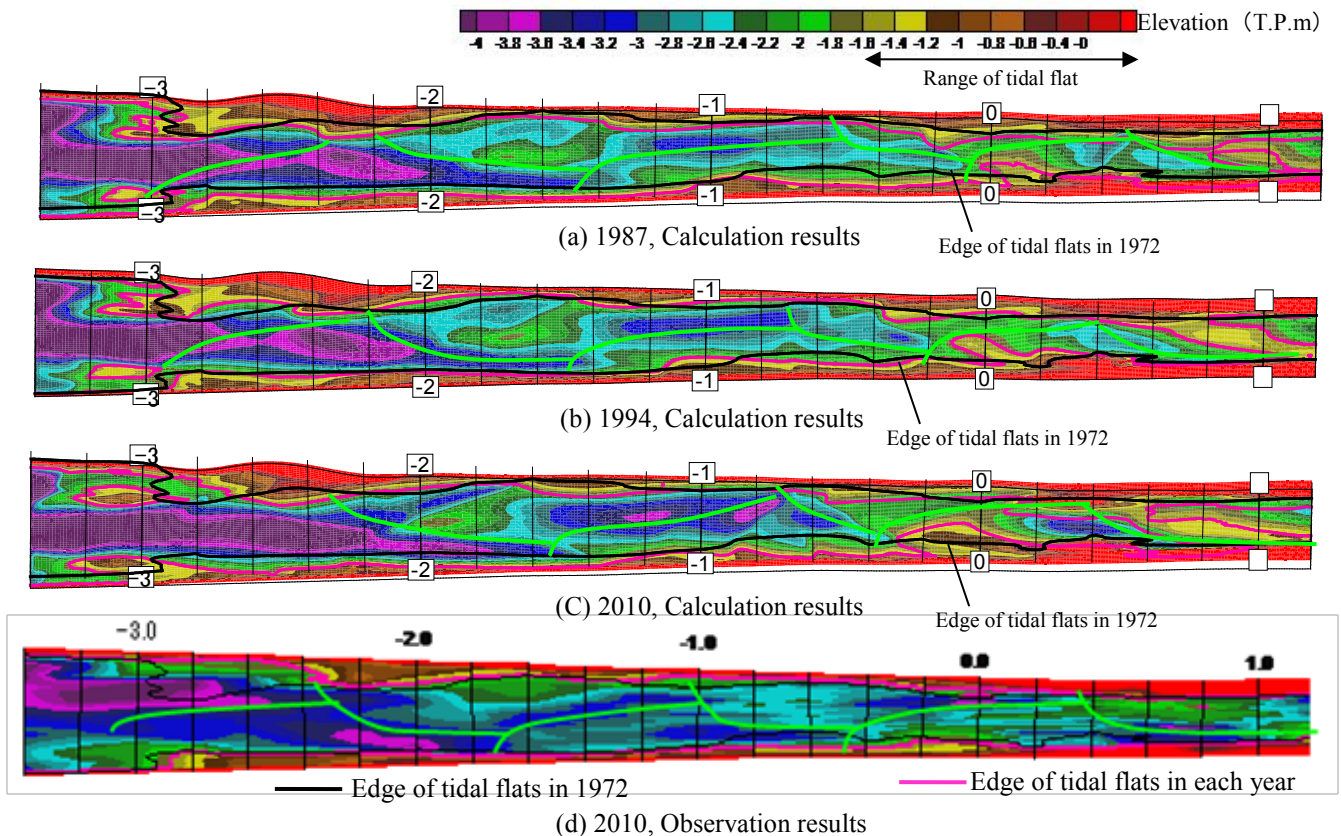 Elevation（T.P.m）
-4 -3.8 -3.6 -3.4 -3.2 -3 -2.8 -2.6 -2.4 -2.2 -2 -1.8 -1.6 -1.4 -1.2 -1 -0.8 -0.6 -0.4 -0
Range of tidal flat
−3 -2 -1 0
−3 -2 -1 0
(a) 1987, Calculation results
Edge of tidal flats in 1972
−3 -2 -1 0
−3 -2 -1 0
(b) 1994, Calculation results
Edge of tidal flats in 1972
−3 -2 -1 0
−3 -2 -1 0
(C) 2010, Calculation results
Edge of tidal flats in 1972
−3.0 -2.0 -1.0 0.0 1.0
Edge of tidal flats in 1972
Edge of tidal flats in each year
(d) 2010, Observation results